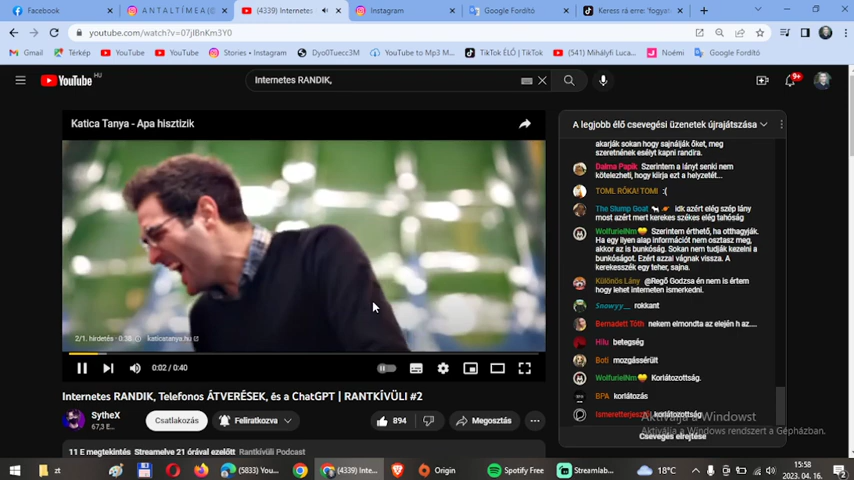 Facebook
A N T A L T Í M E A (@
(4339) Internetes
Instagram
Google Fordító
Keress rá erre: 'fogyat
youtube.com/watch?v=07jIBnKm3Y0
Gmail
Térkép
YouTube
YouTube
Stories • Instagram
Dyo0Tuecc3M
YouTube to Mp3 M...
TikTok ÉLŐ | TikTok
(541) Mihályfi Luca...
Noémi
Google Fordító
YouTube HU
Internetes RANDIK,
9+
Katica Tanya - Apa hisztizik
2/1. hirdetés · 0:38
katicatanya.hu
0:02 / 0:40
Internetes RANDIK, Telefonos ÁTVERÉSEK, és a ChatGPT | RANTKÍVÜLI #2
SytheX
67,3 E...
Csatlakozás
Feliratkozva
894
Megosztás
11 E megtekintés Streamelve 21 órával ezelőtt Rantkívüli Podcast
A legjobb élő csevegési üzenetek újrajátszása
akarják sokan hogy sajnálják őket, meg
szeretnének esélyt kapni randira.
Dalma Papik Szerintem a lányt senki nem
kötelezheti, hogy kiírja ezt a helyzetét...
TOMI. RÓKA! TOMI :(
The Slump Goat idk azért elég szép lány
most azért mert kerekes székes elég tahóság
WolfurielNm Szerintem érthető, ha otthagyják.
Ha egy ilyen alap információt nem osztasz meg,
akkor az is bunkóság. Sokan nem tudják kezelni a
bunkóságot. Ezért azzal vágnak vissza. A
kerekesszék egy teher, sajna.
Különös Lány @Regő Godzsa én nem is értem
hogy lehet interneten ismerkedni.
Snowyy__ rokkant
Bernadett Tóth nekem elmondta az elején h az....
Hilu betegség
Boti mozgássérült
WolfurielNm Korlátozottság.
BPA korlátozás
Ismeretterjesztő korlátozottság
Csevegés elrejtése
Aktiválja a Windowst
Aktiválja a Windows rendszert a Gépházban.
zt
(5833) You...
(4339) Inte...
Origin
Spotify Free
Streamlab...
18°C
15:58
2023. 04. 16.
2